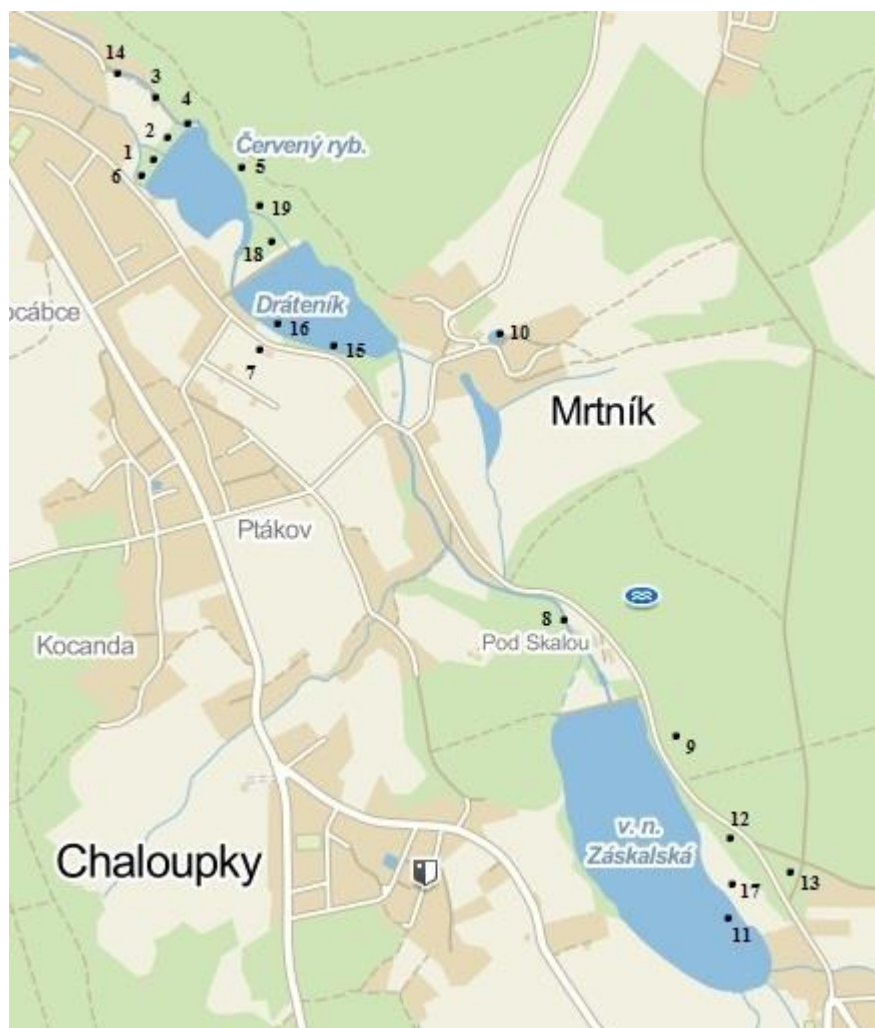 14
3
4
2
Červený ryb.
1
5
6
19
18
Dráteník
ocábce
16
10
15
7
Mrtník
Ptákov
8
Kocanda
Pod Skalou
9
12
v. n.
Záskalská
Chaloupky
13
17
11